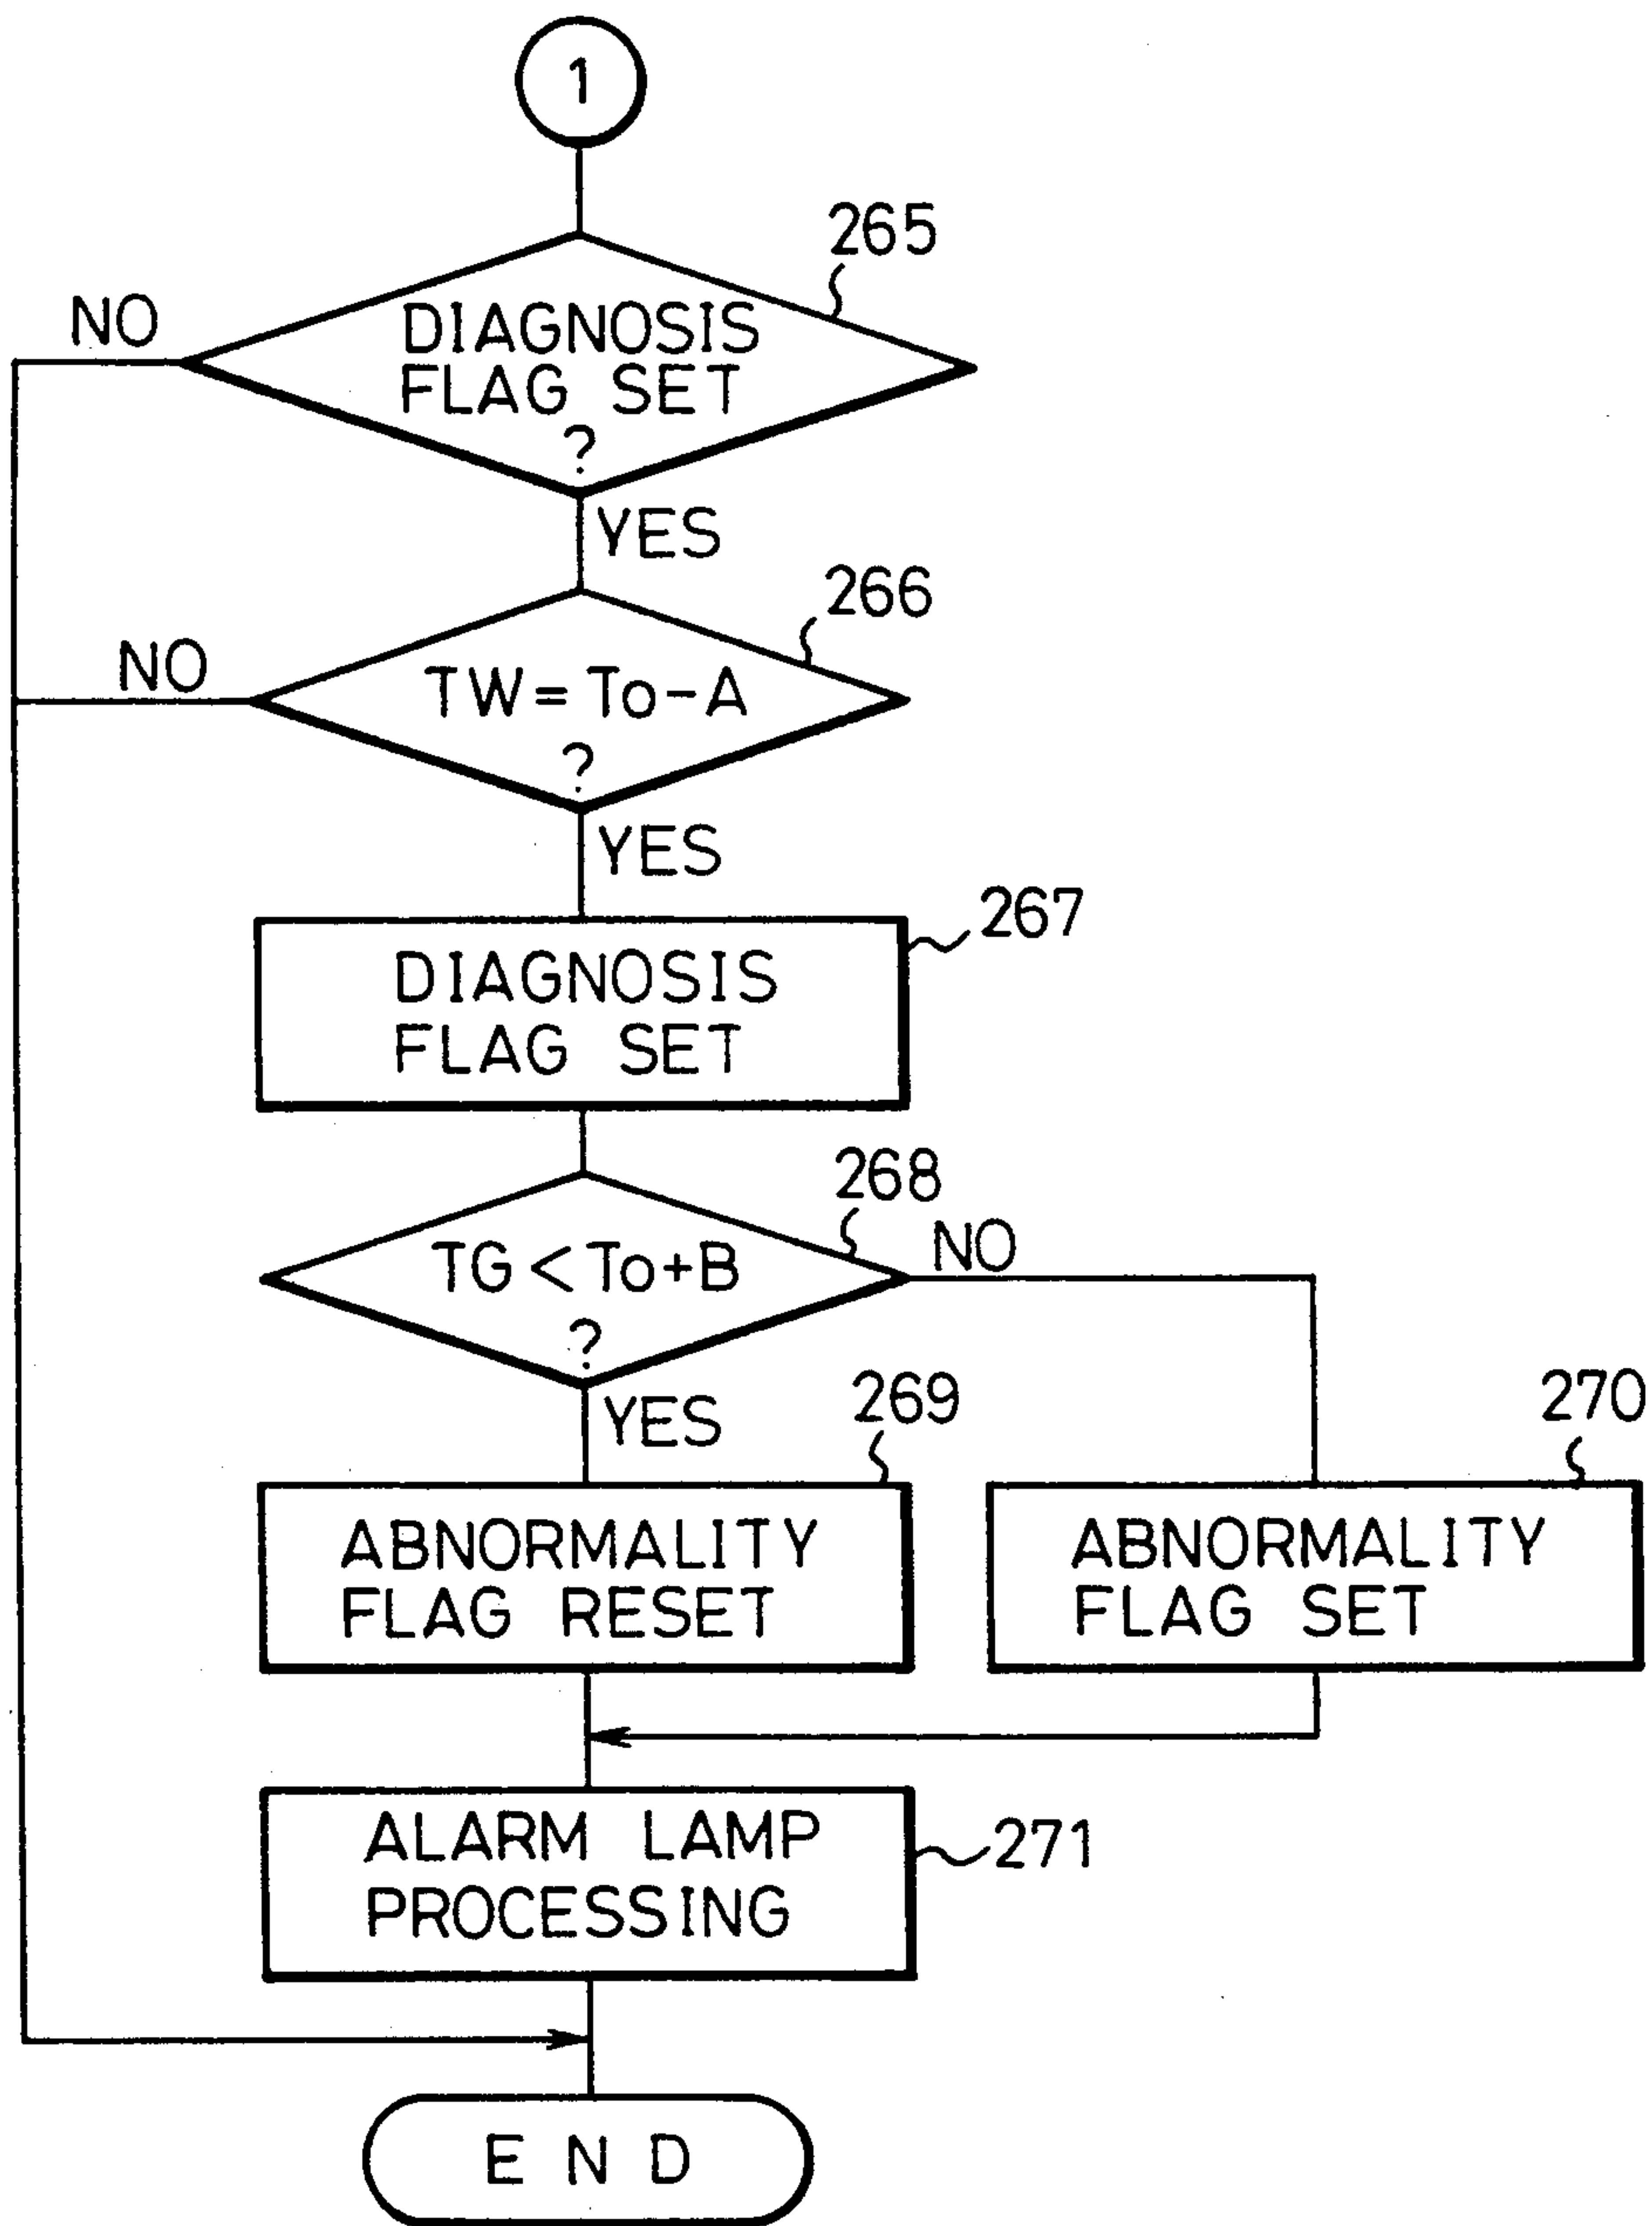 1
265
NO
DIAGNOSIS
FLAG SET
?
YES
266
NO
TW = To - A
?
YES
267
DIAGNOSIS
FLAG SET
268
TG < To + B
NO
?
YES
269
270
ABNORMALITY
FLAG RESET
ABNORMALITY
FLAG SET
ALARM LAMP
PROCESSING
271
END